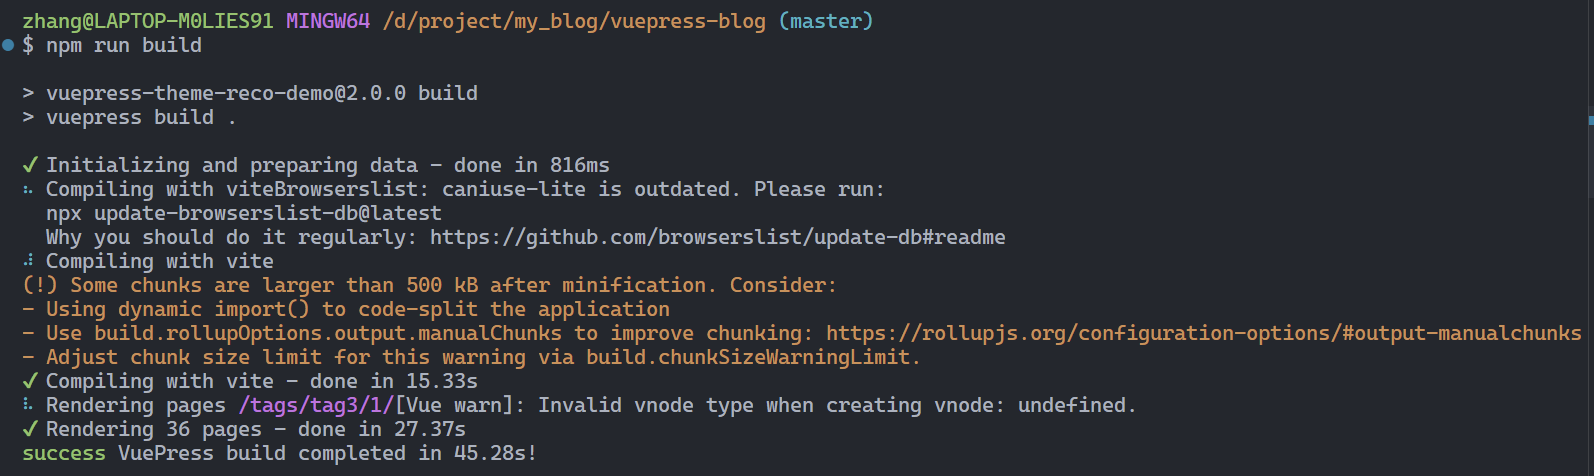 zhang@LAPTOP-M0LIES91 MINGW64 /d/project/my_blog/vuepress-blog (master)
$ npm run build
> vuepress-theme-reco-demo@2.0.0 build
> vuepress build .
✓ Initializing and preparing data - done in 816ms
⠦ Compiling with viteBrowserslist: caniuse-lite is outdated. Please run:
npx update-browserslist-db@latest
Why you should do it regularly: https://github.com/browserslist/update-db#readme
⠼ Compiling with vite
(!) Some chunks are larger than 500 kB after minification. Consider:
- Using dynamic import() to code-split the application
- Use build.rollupOptions.output.manualChunks to improve chunking: https://rollupjs.org/configuration-options/#output-manualchunks
- Adjust chunk size limit for this warning via build.chunkSizeWarningLimit.
✓ Compiling with vite - done in 15.33s
⠧ Rendering pages /tags/tag3/1/[Vue warn]: Invalid vnode type when creating vnode: undefined.
✓ Rendering 36 pages - done in 27.37s
success VuePress build completed in 45.28s!